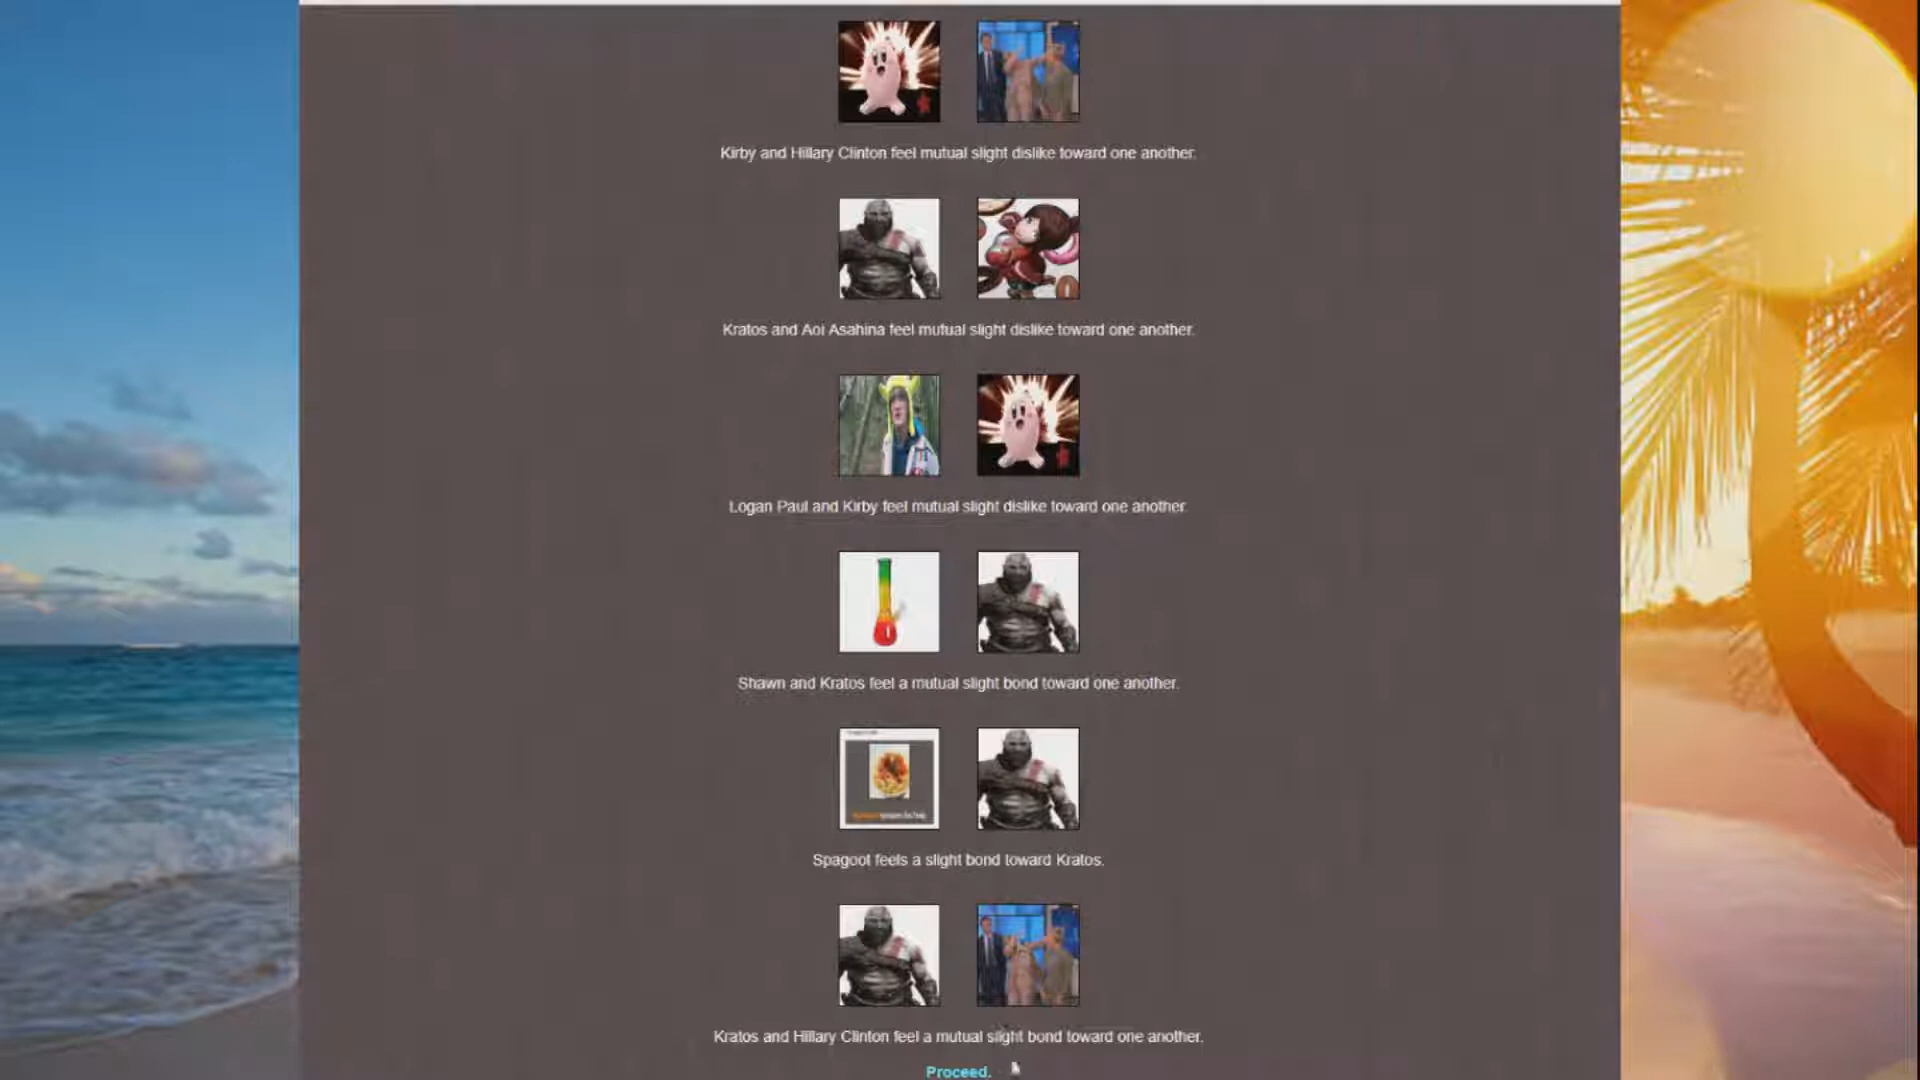 Kirby and Hillary Clinton feel mutual slight dislike toward one another.
Kratos and Aoi Asahina feel mutual slight dislike toward one another.
Logan Paul and Kirby feel mutual slight dislike toward one another.
Shawn and Kratos feel a mutual slight bond toward one another.
Spagoot feels a slight bond toward Kratos.
Kratos and Hillary Clinton feel a mutual slight bond toward one another.
Proceed.